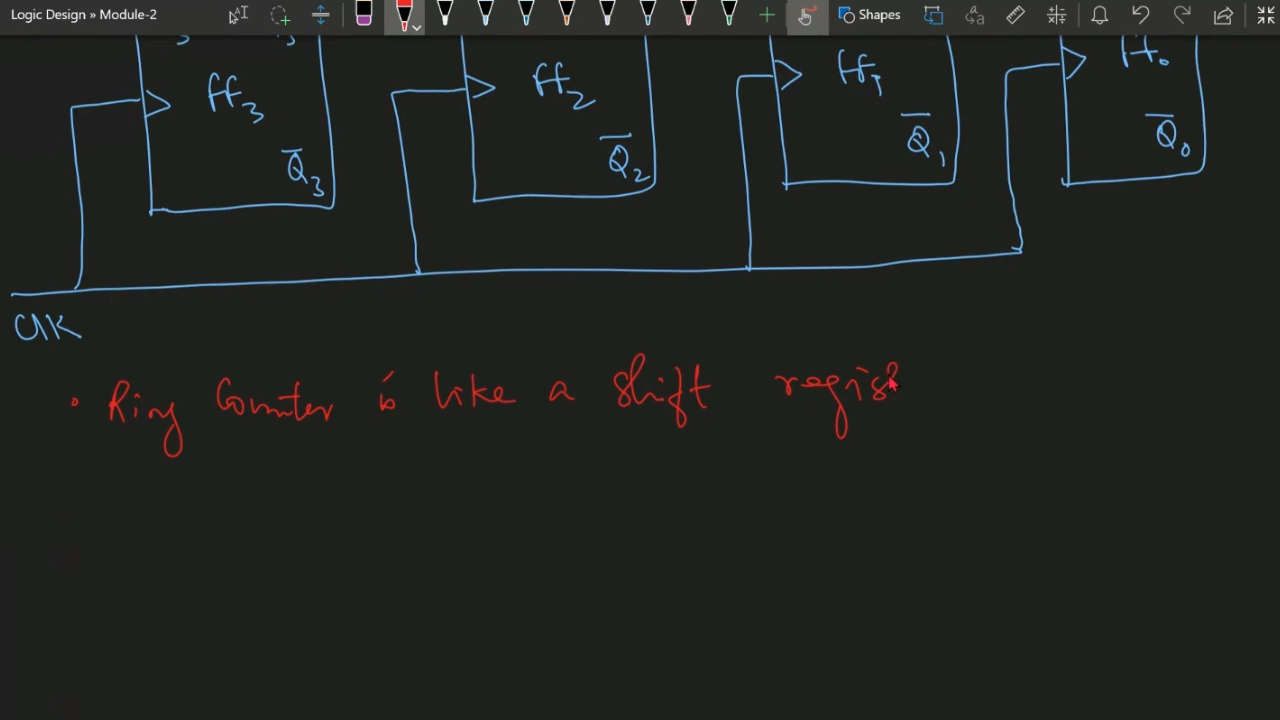 Logic Design » Module-2
Shapes
FF3 FF2 FF1 FF0
Q̅3 Q̅2 Q̅1 Q̅0
CLK
• Ring Counter is like a shift regis